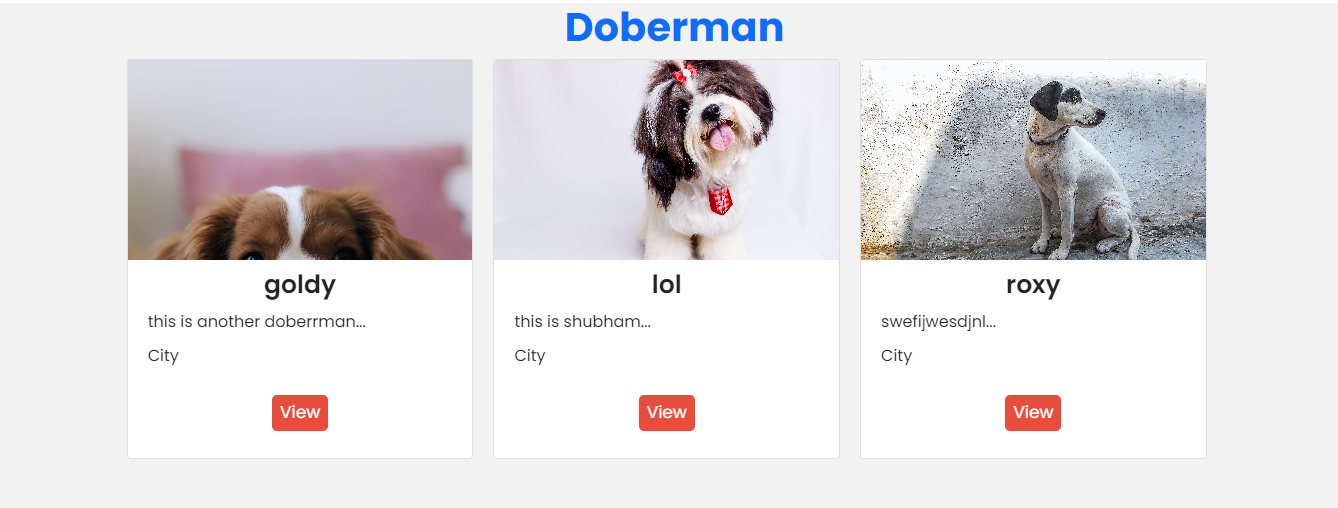 Doberman
goldy
this is another doberrman...
City
View
lol
this is shubham...
City
View
roxy
swefijwesdjnl...
City
View